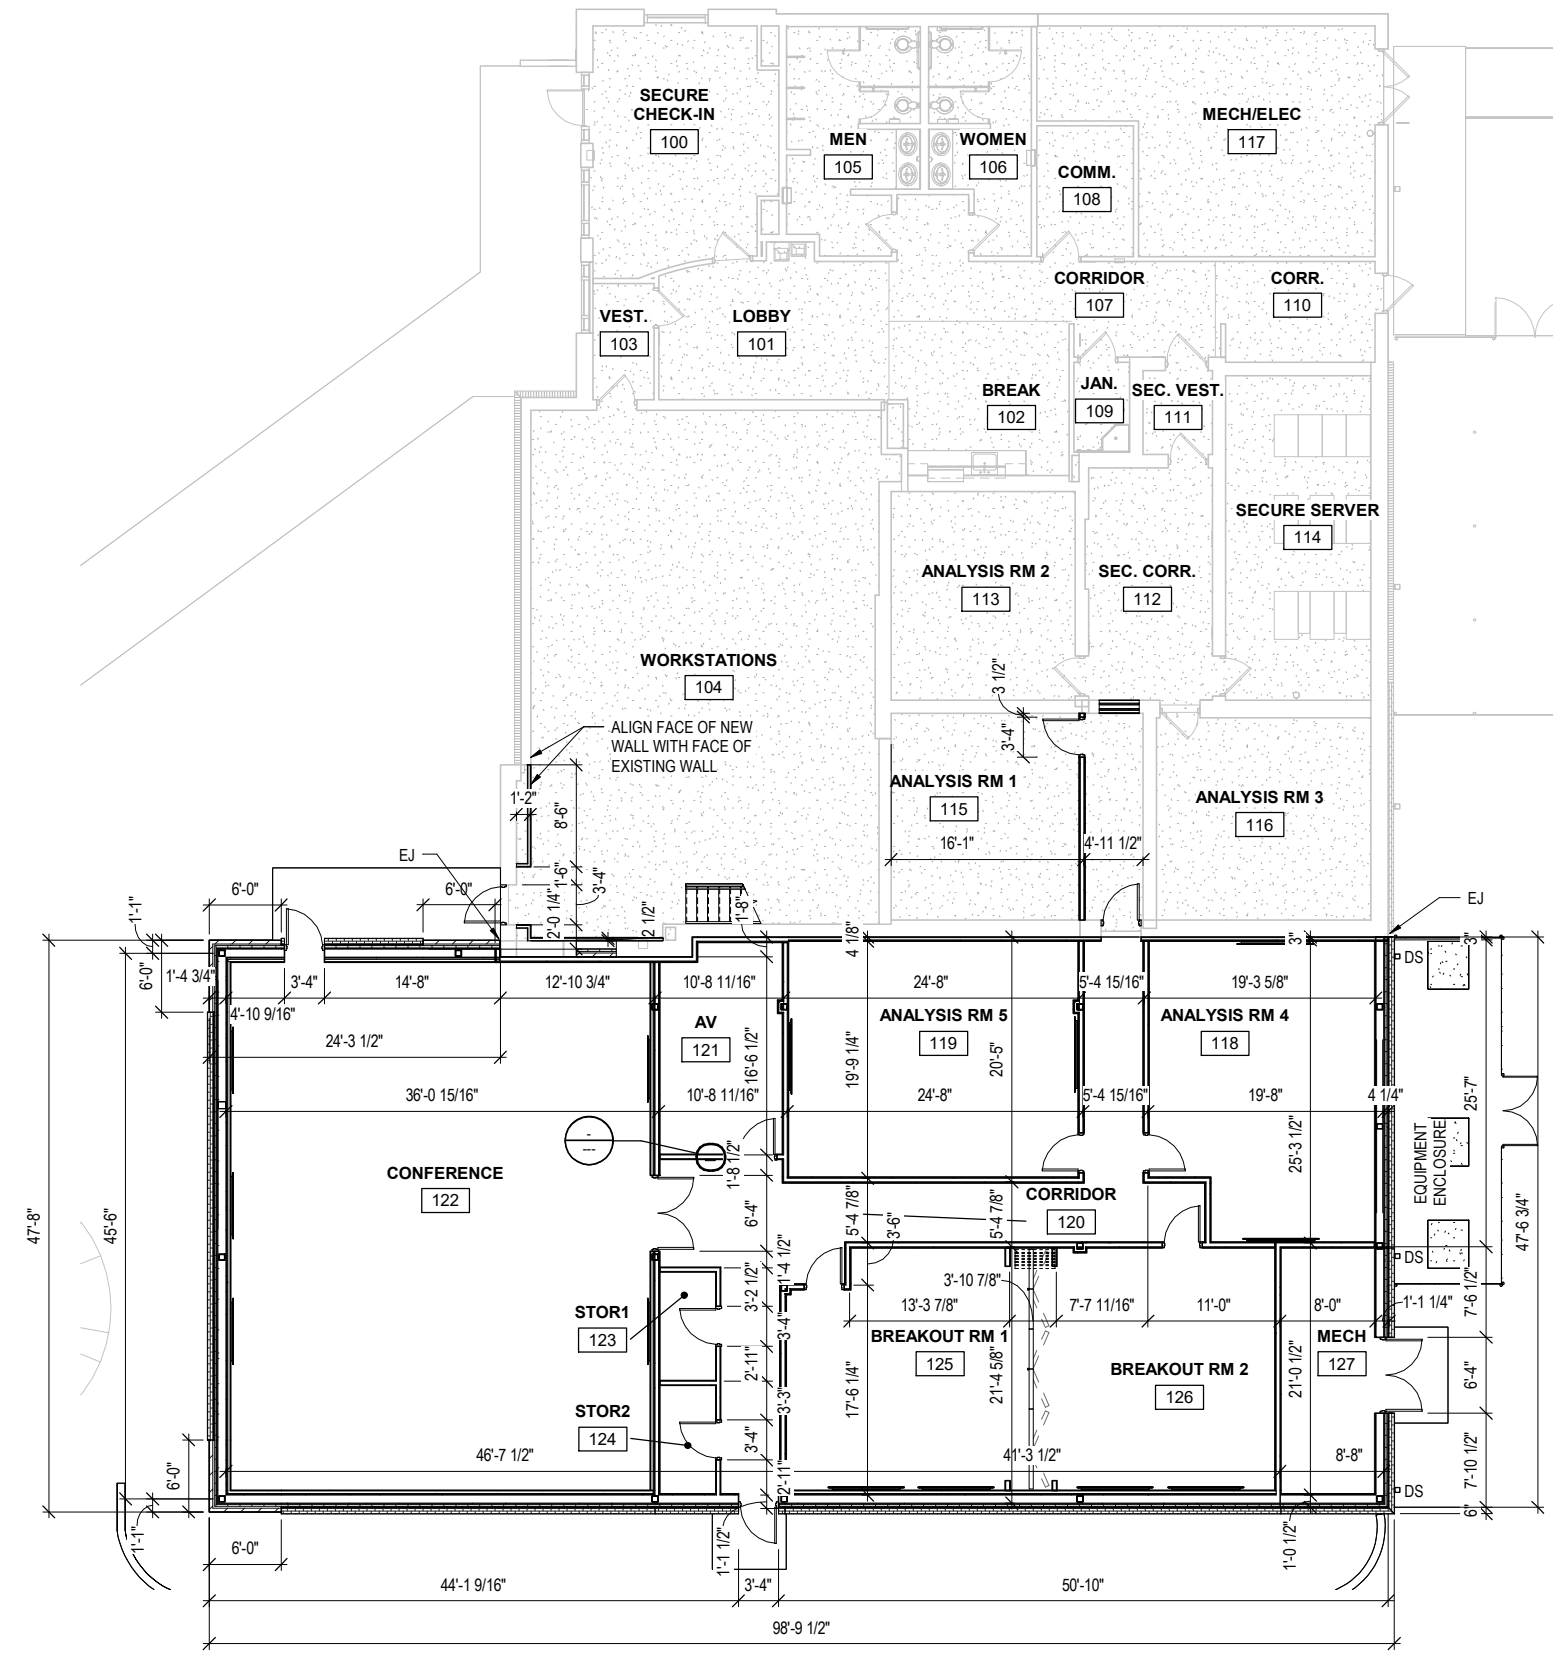 SECURE
CHECK-IN
100
MEN
105
WOMEN
106
COMM.
108
MECH/ELEC
117
CORRIDOR
107
CORR.
110
VEST.
103
LOBBY
101
BREAK
102
JAN.
109
SEC. VEST.
111
SECURE SERVER
114
ANALYSIS RM 2
113
SEC. CORR.
112
WORKSTATIONS
104
3 1/2"
3'-4"
ALIGN FACE OF NEW
WALL WITH FACE OF
EXISTING WALL
ANALYSIS RM 1
115
ANALYSIS RM 3
116
1'-2"
8'-6"
16'-1"
4'-11 1/2"
EJ
1'-6"
3'-4"
6'-0"
6'-0"
2'-0 1/4"
2 1/2"
1'-8"
EJ
1'-1"
4 1/8"
3"
3"
DS
6'-0"
1'-4 3/4"
3'-4"
14'-8"
12'-10 3/4"
10'-8 11/16"
24'-8"
5'-4 15/16"
19'-3 5/8"
4'-10 9/16"
AV
121
ANALYSIS RM 5
119
ANALYSIS RM 4
118
24'-3 1/2"
16'-6 1/2"
19'-9 1/4"
20'-5"
36'-0 15/16"
10'-8 11/16"
24'-8"
5'-4 15/16"
19'-8"
4 1/4"
25'-7"
25'-3 1/2"
EQUIPMENT
ENCLOSURE
-
---
1'-8 1/2"
CONFERENCE
122
CORRIDOR
120
6'-4"
5'-4 7/8"
3'-6"
5'-4 7/8"
47'-8"
45'-6"
47'-6 3/4"
DS
1'-4 1/2"
3'-2 1/2"
3'-10 7/8"
7'-6 1/2"
STOR1
123
3'-4"
13'-3 7/8"
7'-7 11/16"
11'-0"
8'-0"
1'-1 1/4"
BREAKOUT RM 1
125
MECH
127
2'-11"
3'-3"
17'-6 1/4"
21'-4 5/8"
BREAKOUT RM 2
126
21'-0 1/2"
6'-4"
STOR2
124
3'-4"
46'-7 1/2"
41'-3 1/2"
8'-8"
6'-0"
2'-11"
7'-10 1/2"
DS
6"
1'-1"
6'-0"
1'-1 1/2"
1'-0 1/2"
44'-1 9/16"
3'-4"
50'-10"
98'-9 1/2"